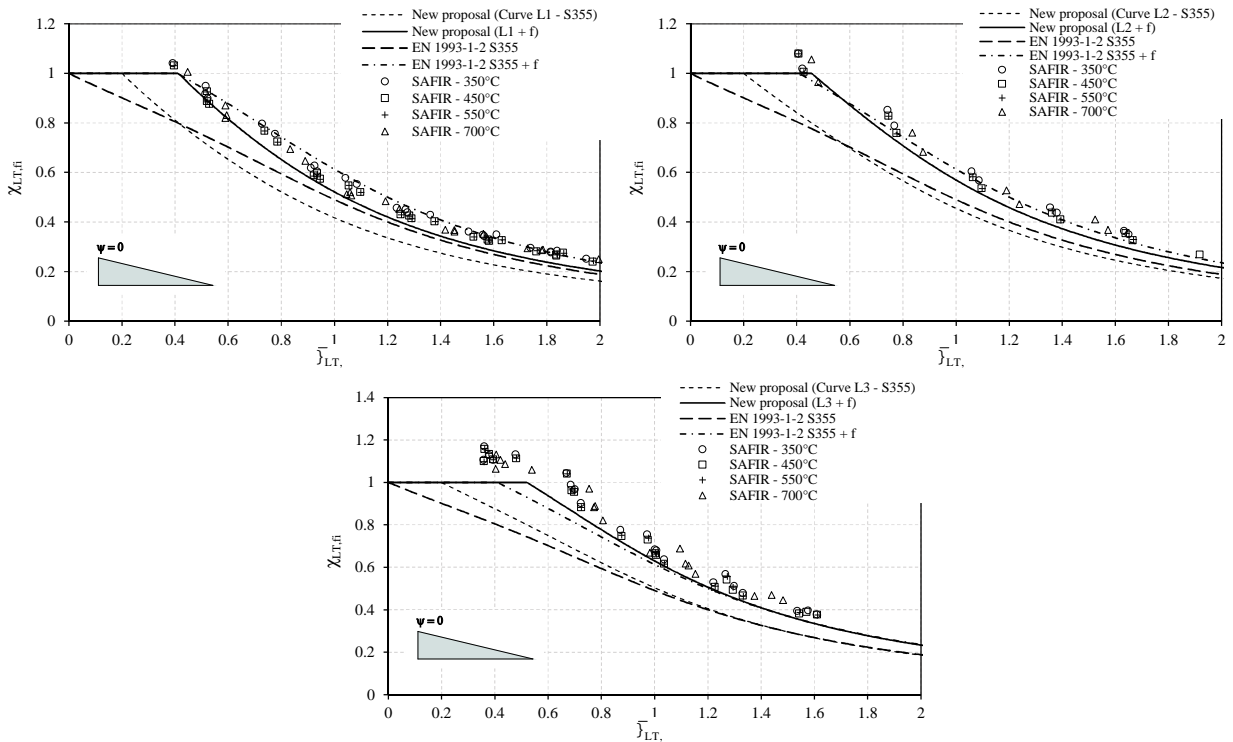 New proposal (Curve L1 - S355)
New proposal (L1 + f)
EN 1993-1-2 S355
EN 1993-1-2 S355 + f
SAFIR - 350°C
SAFIR - 450°C
SAFIR - 550°C
SAFIR - 700°C
1.2
1
0.8
0.6
0.4
0.2
0
χLT,fi
ψ = 0
0 0.2 0.4 0.6 0.8 1 1.2 1.4 1.6 1.8 2
LT,
New proposal (Curve L2 - S355)
New proposal (L2 + f)
EN 1993-1-2 S355
EN 1993-1-2 S355 + f
SAFIR - 350°C
SAFIR - 450°C
SAFIR - 550°C
SAFIR - 700°C
1.2
1
0.8
0.6
0.4
0.2
0
χLT,fi
ψ = 0
0 0.2 0.4 0.6 0.8 1 1.2 1.4 1.6 1.8 2
LT,
New proposal (Curve L3 - S355)
New proposal (L3 + f)
EN 1993-1-2 S355
EN 1993-1-2 S355 + f
SAFIR - 350°C
SAFIR - 450°C
SAFIR - 550°C
SAFIR - 700°C
1.4
1.2
1
0.8
0.6
0.4
0.2
0
χLT,fi
ψ = 0
0 0.2 0.4 0.6 0.8 1 1.2 1.4 1.6 1.8 2
LT,